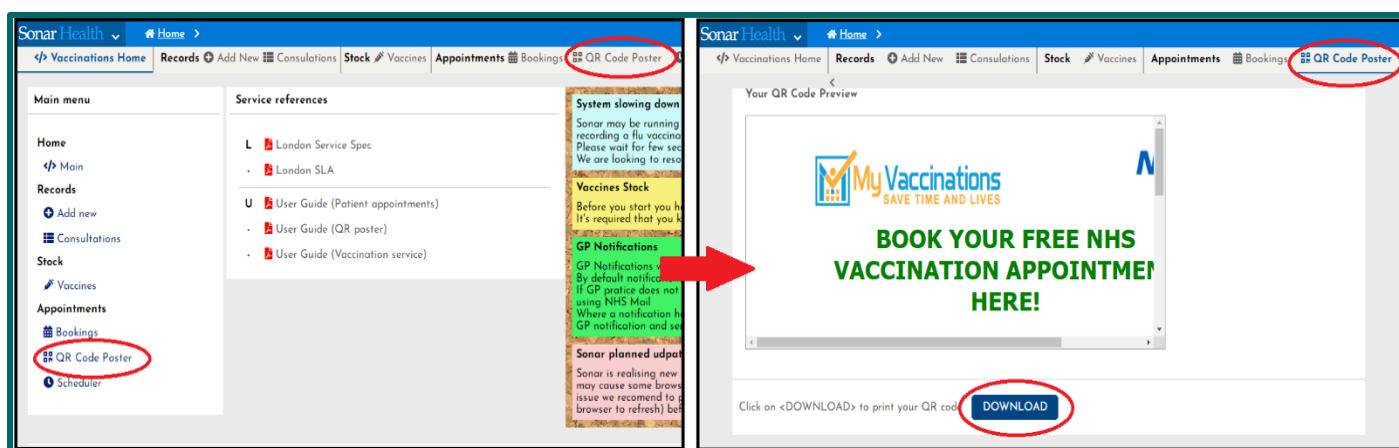 Sonar Health
Home >
</> Vaccinations Home Records Add New Consulations Stock Vaccines Appointments Bookings QR Code Poster
Main menu
Home
</> Main
Records
Add new
Consultations
Stock
Vaccines
Appointments
Bookings
QR Code Poster
Scheduler
Service references
L London Service Spec
· London SLA
U User Guide (Patient appointments)
· User Guide (QR poster)
· User Guide (Vaccination service)
System slowing down
Sonar may be running
recording a flu vaccina
Please wait for few sec
We are looking to reso
Vaccines Stock
Before you start you h
It's required that you k
GP Notifications
GP Notifications
By default notific
If GP pratice does not
using NHS Mail
Where a notification h
GP notification and se
Sonar planned udpat
Sonar is realising new
may cause some brows
issue we recomend to p
browser to refresh) bef
Sonar Health
Home >
</> Vaccinations Home Records Add New Consulations Stock Vaccines Appointments Bookings QR Code Poster
Your QR Code Preview
My Vaccinations
SAVE TIME AND LIVES
BOOK YOUR FREE NHS
VACCINATION APPOINTMEN
HERE!
Click on <DOWNLOAD> to print your QR cod DOWNLOAD